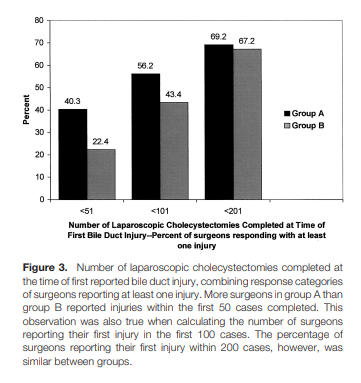 80
70
60
50
40
30
20
10
0
Percent
40.3
22.4
56.2
43.4
69.2
67.2
Group A
Group B
<51
<101
<201
Number of Laparoscopic Cholecystectomies Completed at Time of
First Bile Duct Injury--Percent of surgeons responding with at least
one injury
Figure 3. Number of laparoscopic cholecystectomies completed at
the time of first reported bile duct injury, combining response categories
of surgeons reporting at least one injury. More surgeons in group A than
group B reported injuries within the first 50 cases completed. This
observation was also true when calculating the number of surgeons
reporting their first injury in the first 100 cases. The percentage of
surgeons reporting their first injury within 200 cases, however, was
similar between groups.